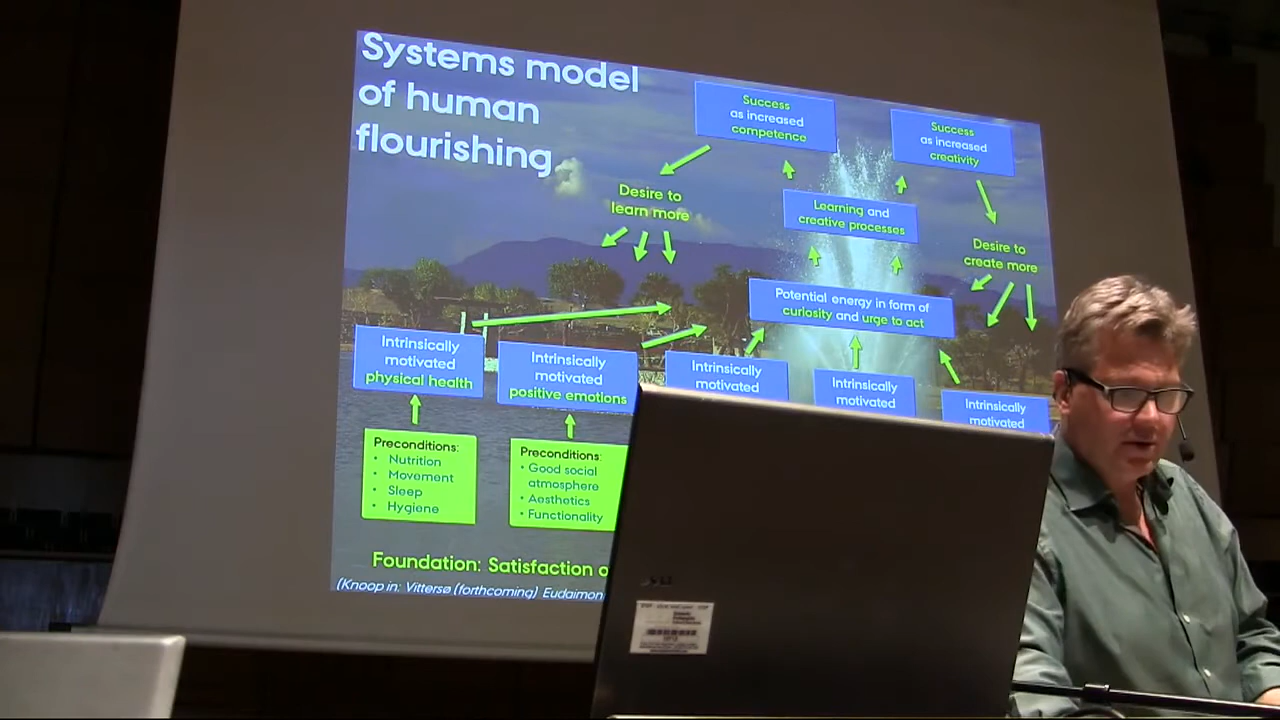 Systems model
of human
flourishing
Success
as increased
competence
Success
as increased
creativity
Desire to
learn more
Learning and
creative processes
Desire to
create more
Potential energy in form of
curiosity and urge to act
Intrinsically
motivated
physical health
Intrinsically
motivated
positive emotions
Intrinsically
motivated
Intrinsically
motivated
Intrinsically
motivated
Preconditions:
• Nutrition
• Movement
• Sleep
• Hygiene
Preconditions:
• Good social
atmosphere
• Aesthetics
• Functionality
Foundation: Satisfaction o
(Knoop in: Vittersø (forthcoming) Eudaimon